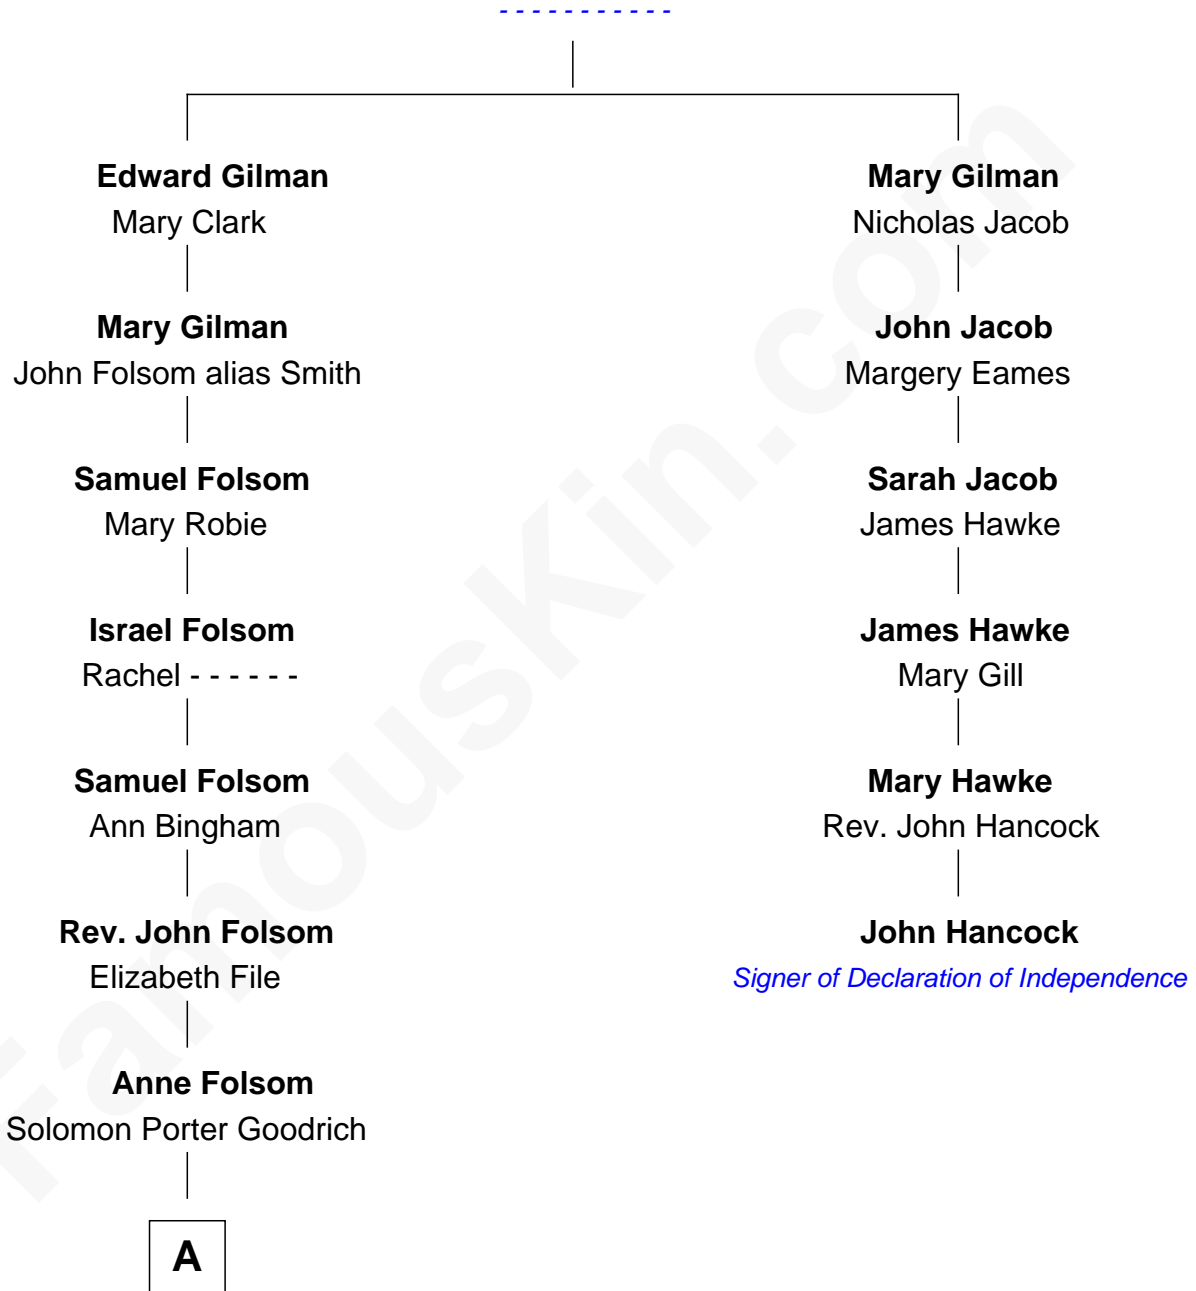 - - - - - - - - - - -
Edward Gilman
Mary Clark
Mary Gilman
John Folsom alias Smith
Samuel Folsom
Mary Robie
Israel Folsom
Rachel - - - - - -
Samuel Folsom
Ann Bingham
Rev. John Folsom
Elizabeth File
Anne Folsom
Solomon Porter Goodrich
A
Mary Gilman
Nicholas Jacob
John Jacob
Margery Eames
Sarah Jacob
James Hawke
James Hawke
Mary Gill
Mary Hawke
Rev. John Hancock
John Hancock
Signer of Declaration of Independence
FamousKin.com